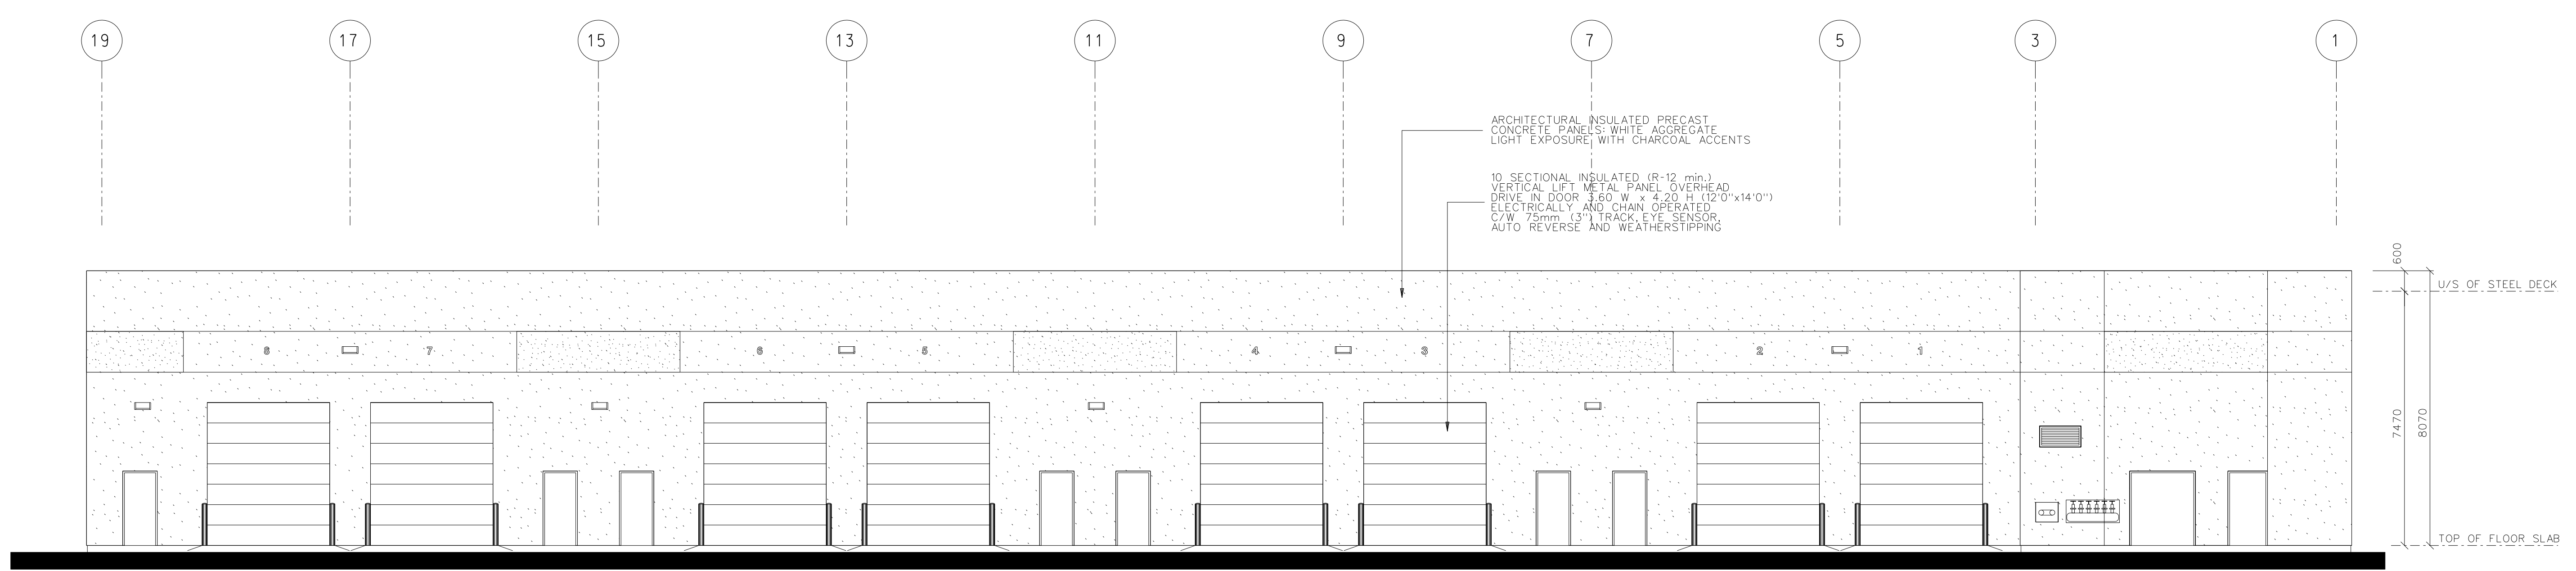 19 17 15 13 11 9 7 5 3 1
ARCHITECTURAL INSULATED PRECAST
CONCRETE PANELS: WHITE AGGREGATE
LIGHT EXPOSURE WITH CHARCOAL ACCENTS
10 SECTIONAL INSULATED (R-12 min.)
VERTICAL LIFT METAL PANEL OVERHEAD
DRIVE IN DOOR 3.60 W x 4.20 H (12'0"x14'0")
ELECTRICALLY AND CHAIN OPERATED
C/W 75mm (3") TRACK, EYE SENSOR,
AUTO REVERSE AND WEATHERSTIPPING
600
U/S OF STEEL DECK
8 7 6 5 4 3 2 1
7470
8070
TOP OF FLOOR SLAB